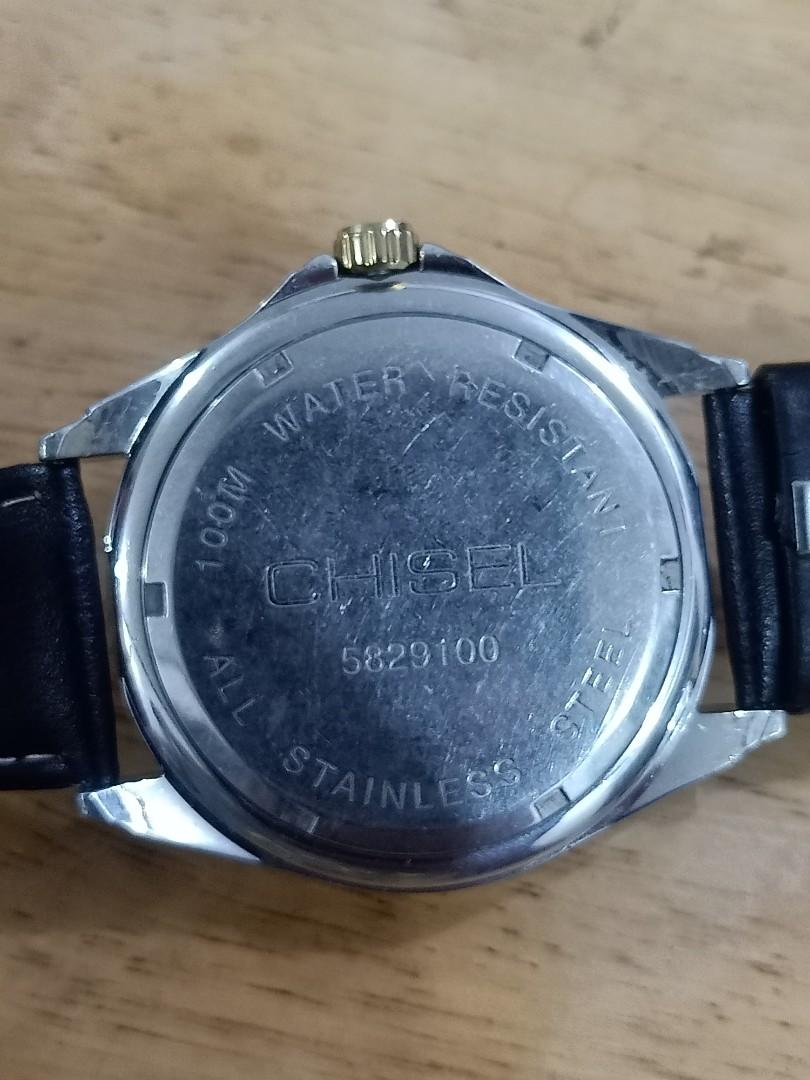 100M WATER RESISTANT
CHISEL
5829100
ALL STAINLESS STEEL